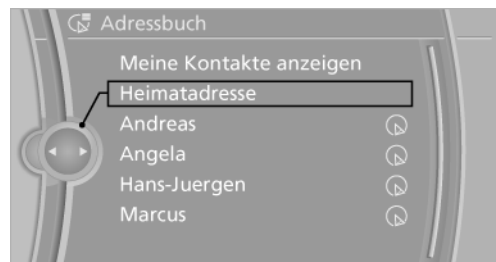 Adressbuch
Meine Kontakte anzeigen
Heimatadresse
Andreas
Angela
Hans-Juergen
Marcus